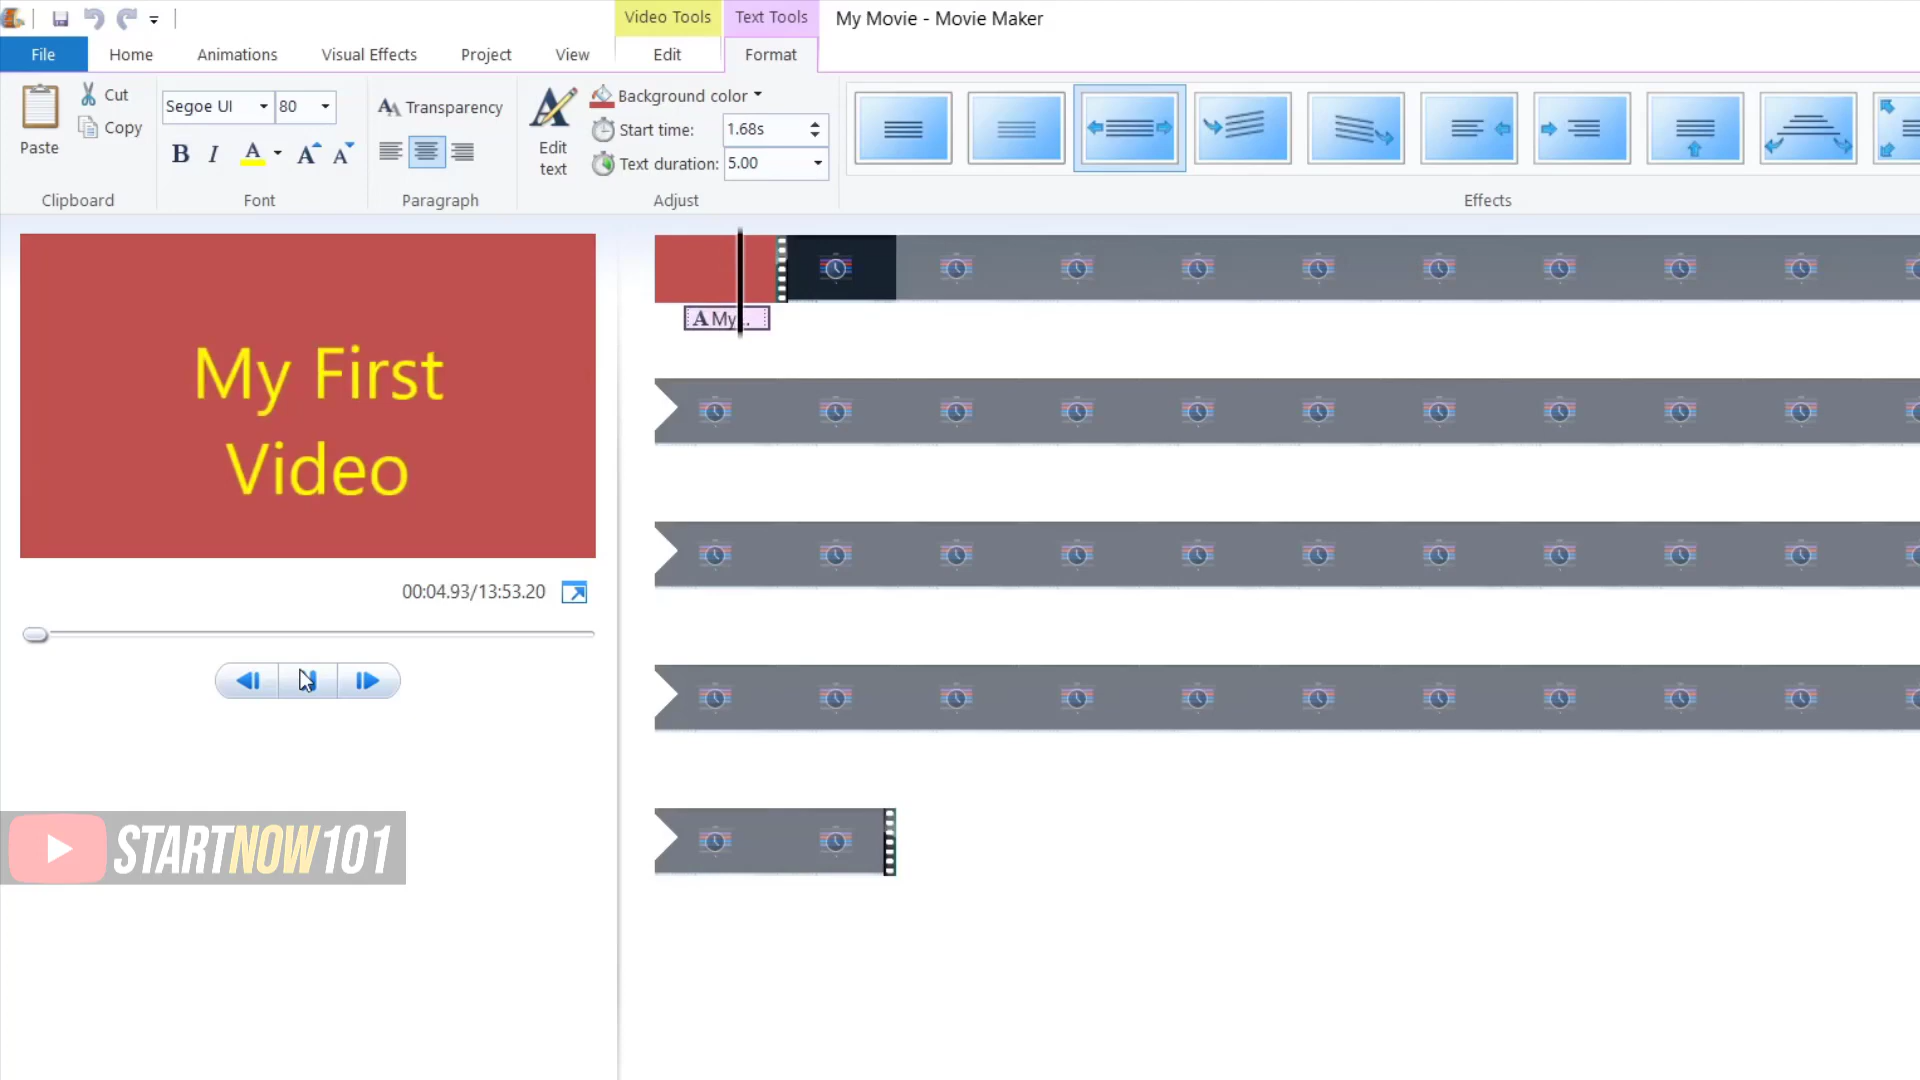 Video Tools
Text Tools
My Movie - Movie Maker
File
Home
Animations
Visual Effects
Project
View
Edit
Format
Paste
Cut
Copy
Clipboard
Segoe UI
80
B I A A A
Font
AA Transparency
Paragraph
Edit
text
Background color
Start time:
1.68s
Text duration:
5.00
Adjust
Effects
My First
Video
A My..
00:04.93/13:53.20
STARTNOW101